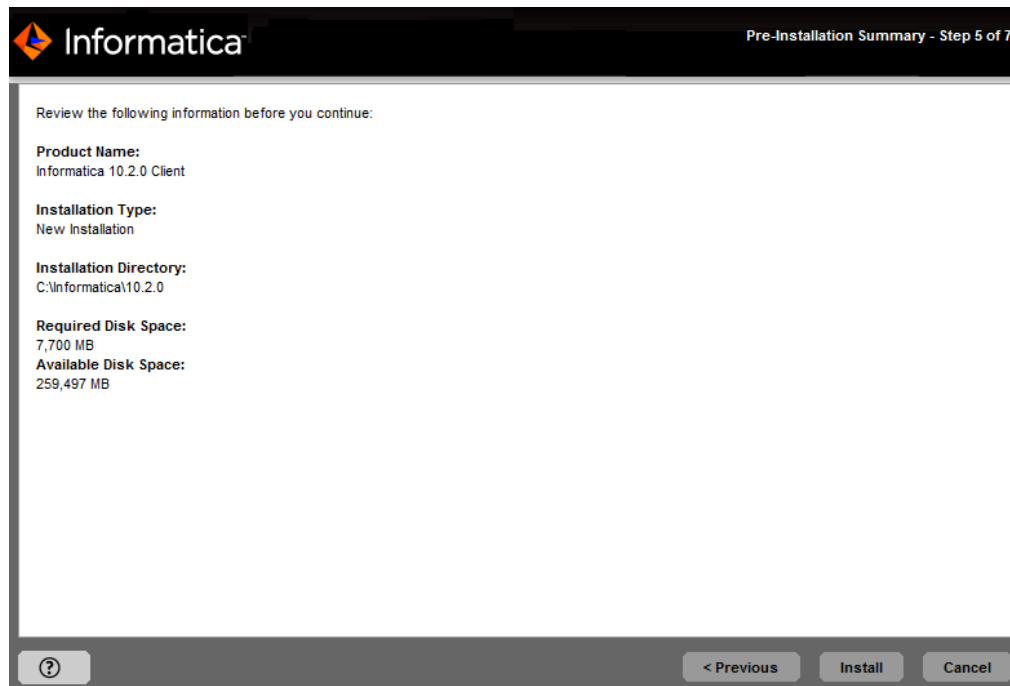 Informatica
Pre-Installation Summary - Step 5 of 7
Review the following information before you continue:
Product Name:
Informatica 10.2.0 Client
Installation Type:
New Installation
Installation Directory:
C:\Informatica\10.2.0
Required Disk Space:
7,700 MB
Available Disk Space:
259,497 MB
?
< Previous
Install
Cancel